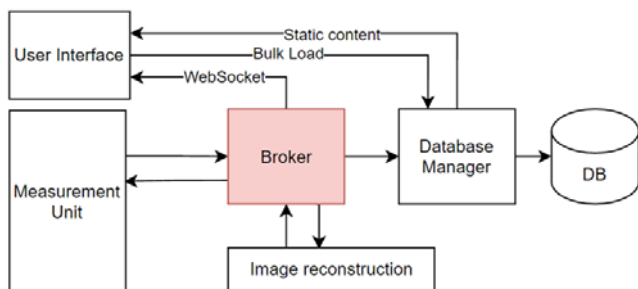 Static content
User Interface
Bulk Load
WebSocket
Measurement
Unit
Broker
Database
Manager
DB
Image reconstruction